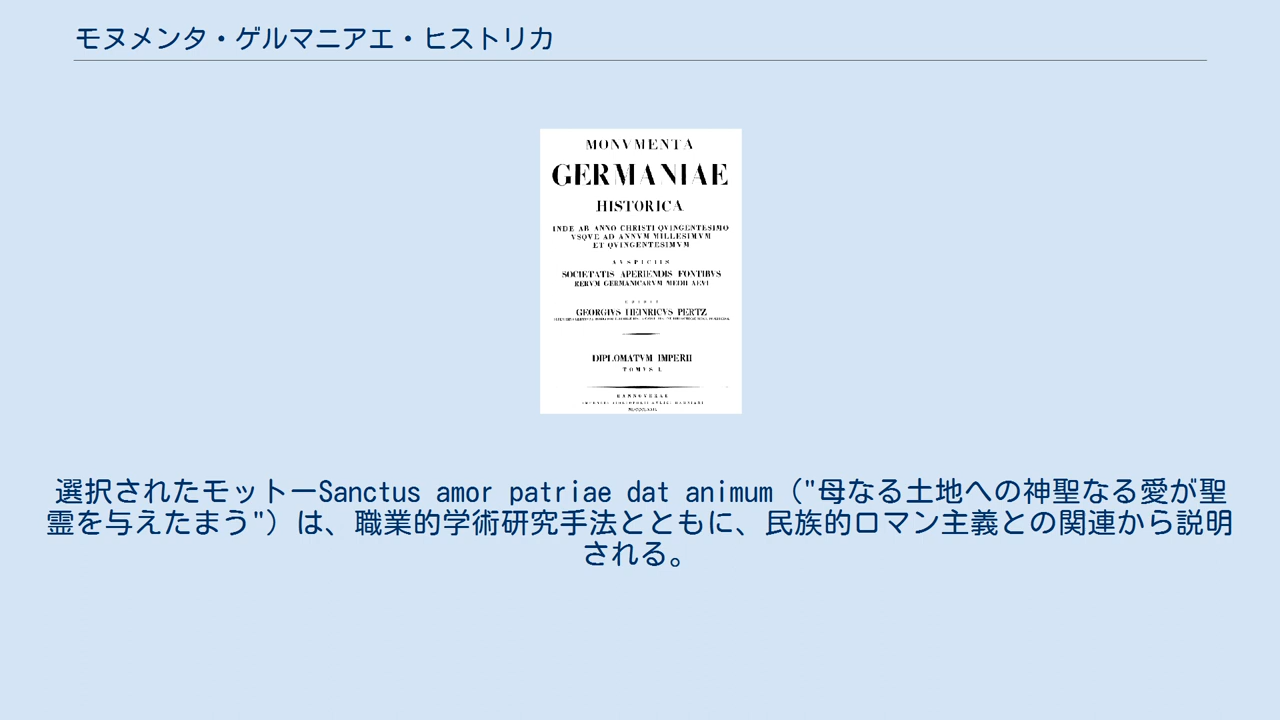 モヌメンタ・ゲルマニアエ・ヒストリカ
MONVMENTA
GERMANIAE
HISTORICA
INDE AB ANNO CHRISTI QVINGENTESIMO
VSQVE AD ANNVM MILLESIMVM
ET QVINGENTESIMVM
AVSPICIIS
SOCIETATIS APERIENDIS FONTIBVS
RERVM GERMANICARVM MEDII AEVI
EDIDIT
GEORGIVS HEINRICVS PERTZ
DIPLOMATVM IMPERII
TOMVS I.
HANNOVERAE
選択されたモットーSanctus amor patriae dat animum（"母なる土地への神聖なる愛が聖
霊を与えたまう"）は、職業的学術研究手法とともに、民族的ロマン主義との関連から説明
される。